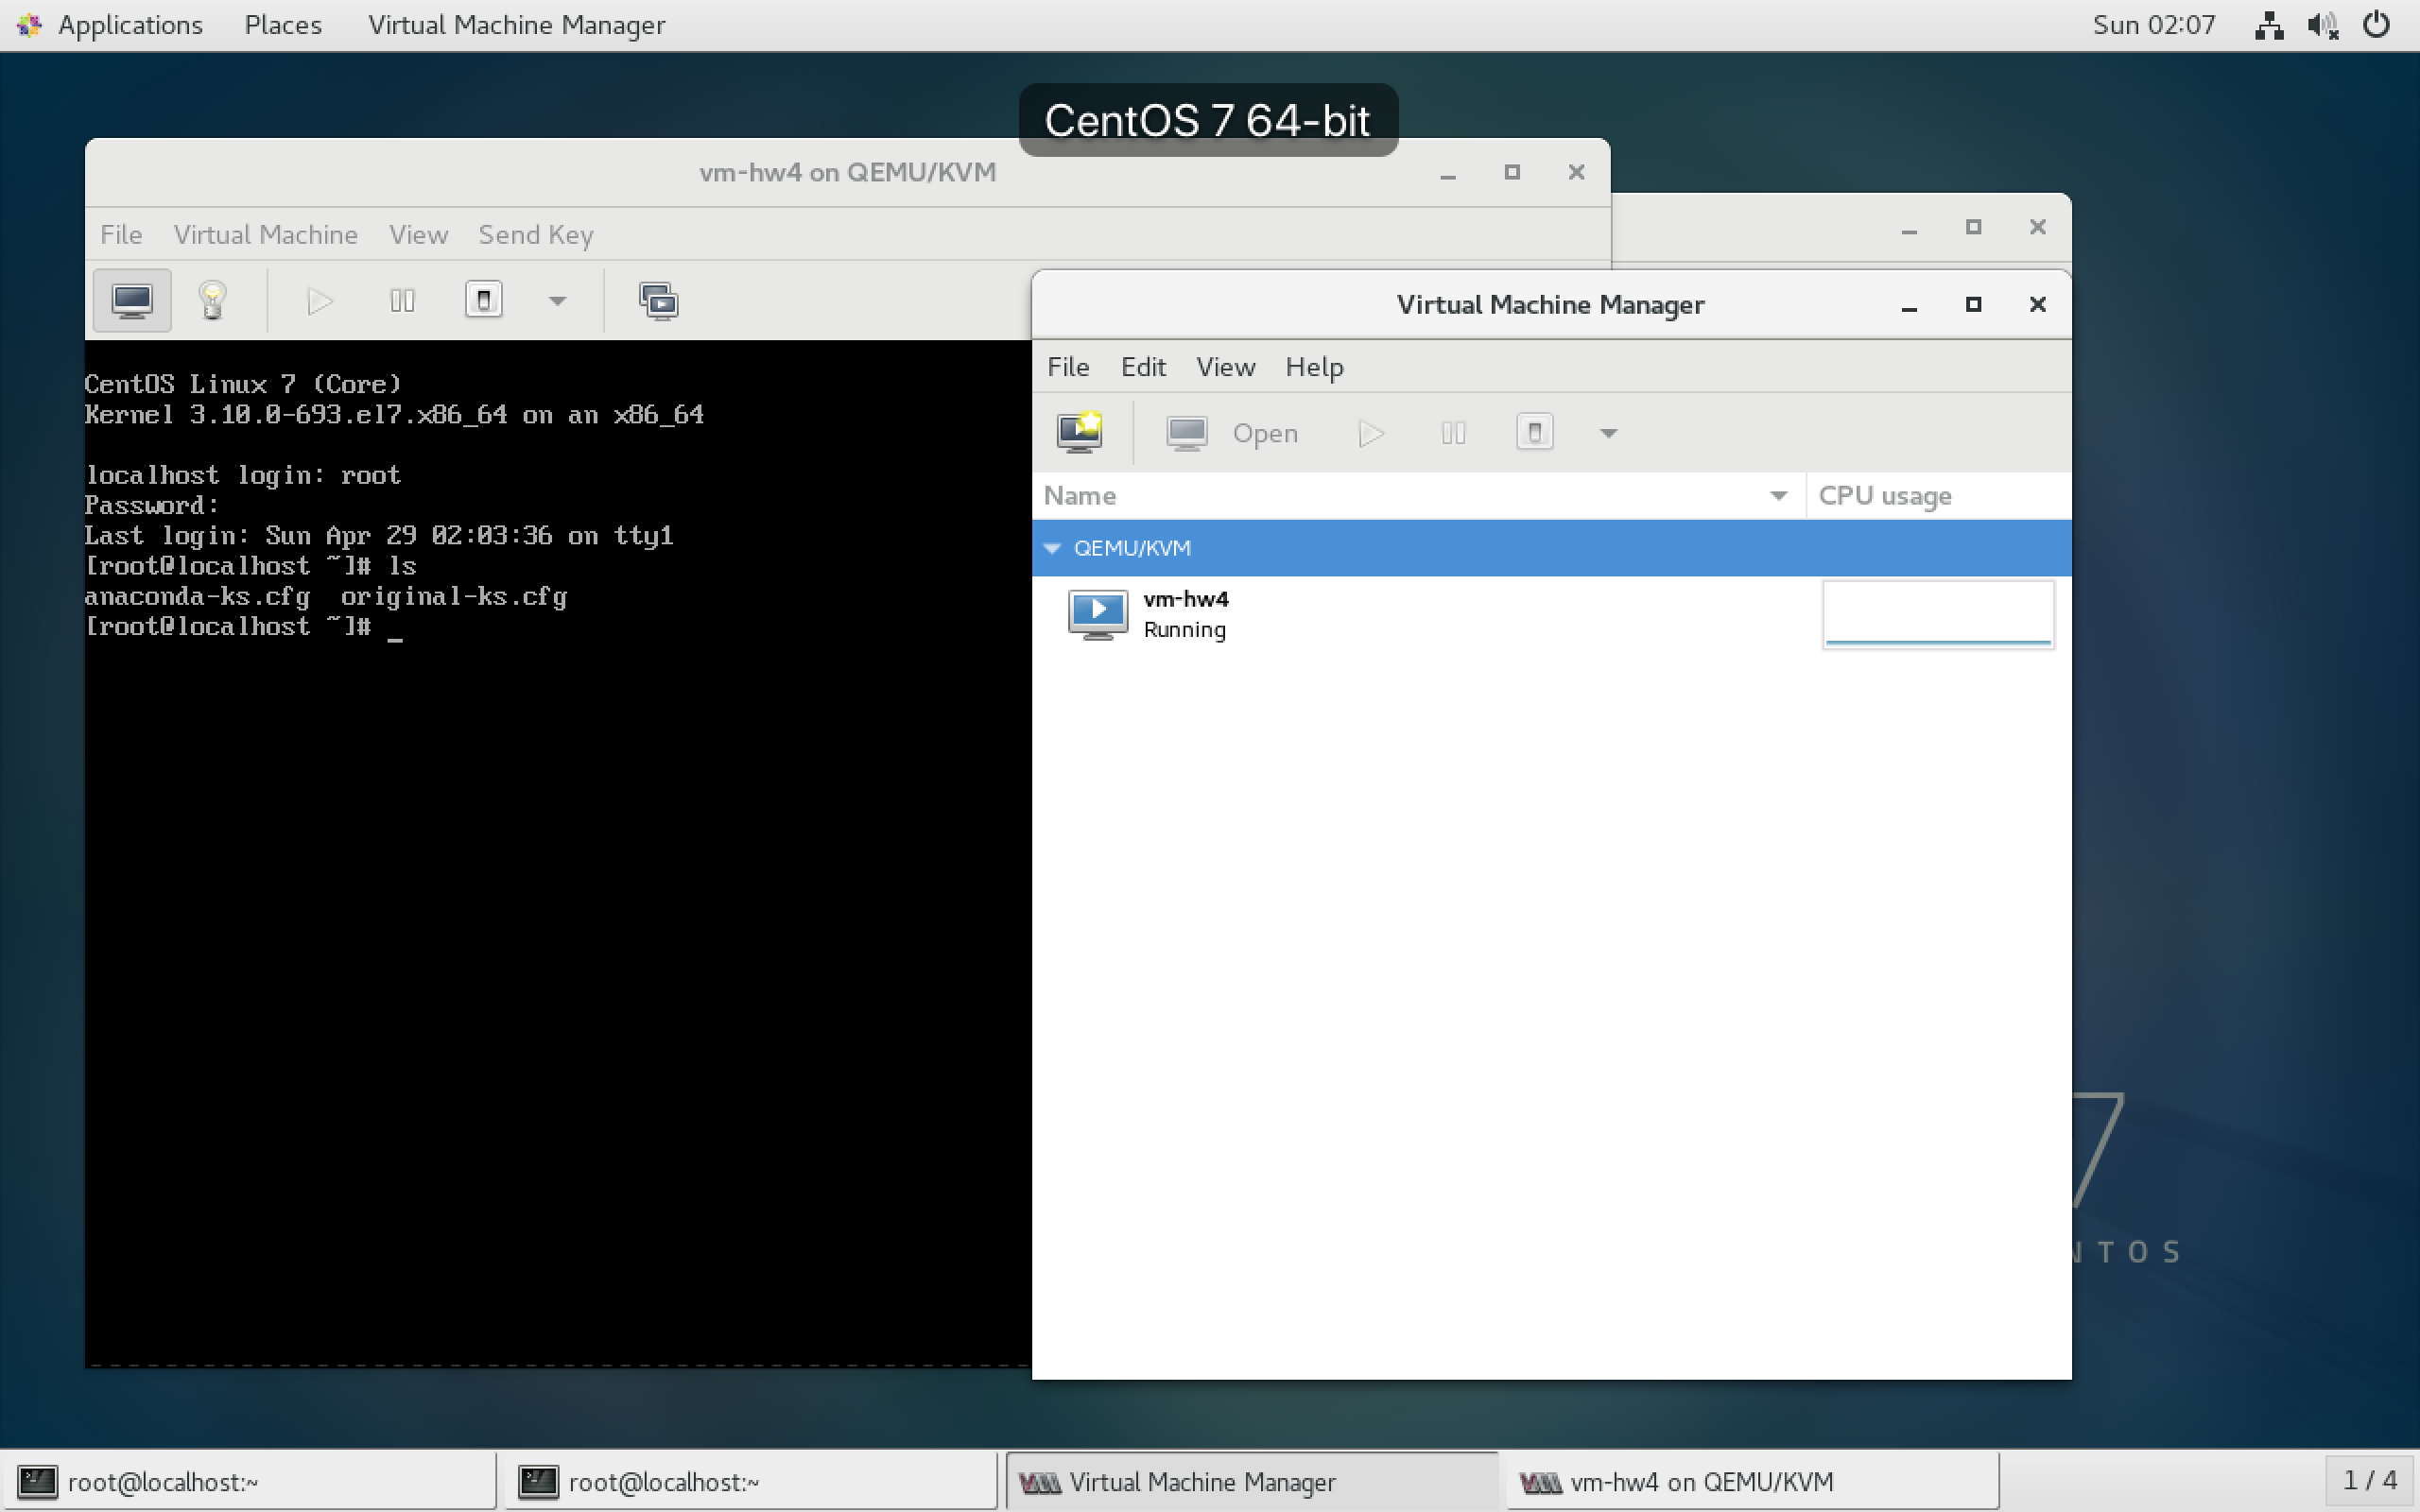 Applications Places Virtual Machine Manager Sun 02:07
CentOS 7 64-bit
vm-hw4 on QEMU/KVM
File Virtual Machine View Send Key
CentOS Linux 7 (Core)
Kernel 3.10.0-693.el7.x86_64 on an x86_64
localhost login: root
Password:
Last login: Sun Apr 29 02:03:36 on tty1
[root@localhost ~]# ls
anaconda-ks.cfg original-ks.cfg
[root@localhost ~]# _
Virtual Machine Manager
File Edit View Help
Open
Name CPU usage
QEMU/KVM
vm-hw4
Running
7
NTOS
root@localhost:~ root@localhost:~ Virtual Machine Manager vm-hw4 on QEMU/KVM 1 / 4